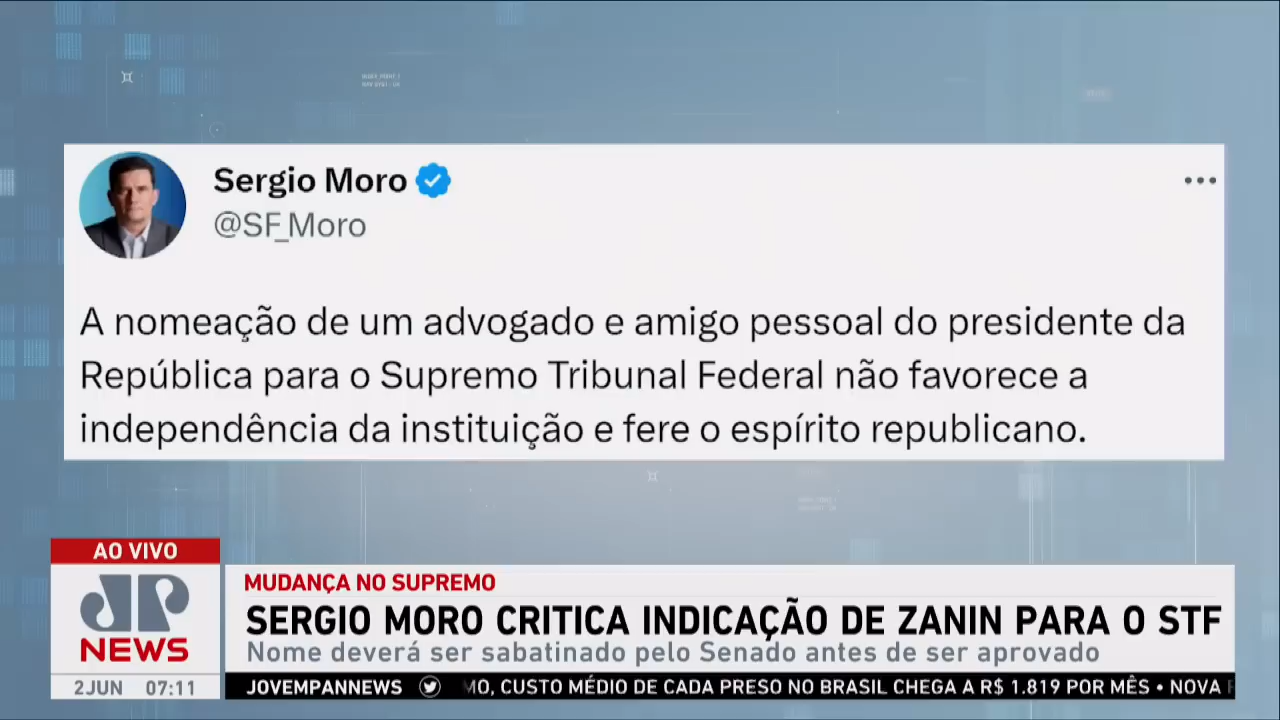 Sergio Moro
@SF_Moro
A nomeação de um advogado e amigo pessoal do presidente da
República para o Supremo Tribunal Federal não favorece a
independência da instituição e fere o espírito republicano.
AO VIVO
JP
NEWS
2JUN 07:11
MUDANÇA NO SUPREMO
SERGIO MORO CRITICA INDICAÇÃO DE ZANIN PARA O STF
Nome deverá ser sabatinado pelo Senado antes de ser aprovado
JOVEMPANNEWS MO, CUSTO MÉDIO DE CADA PRESO NO BRASIL CHEGA A R$ 1.819 POR MÊS • NOVA